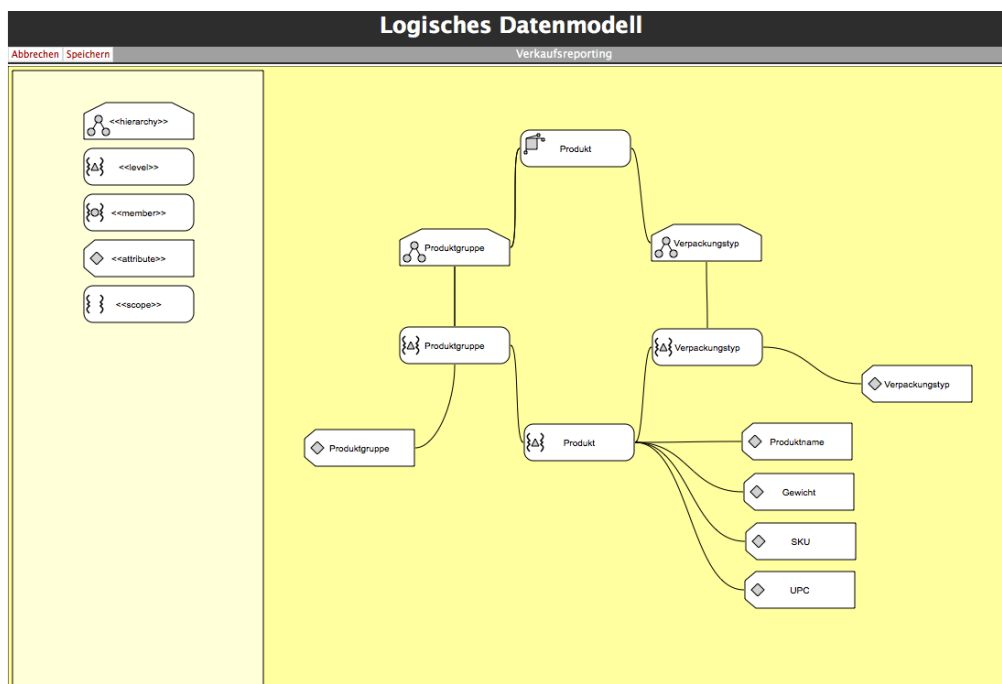 Logisches Datenmodell
Abbrechen Speichern
Verkaufsreporting
<<hierarchy>>
<<level>>
<<member>>
<<attribute>>
<<scope>>
Produkt
Produktgruppe
Verpackungstyp
Produktgruppe
Verpackungstyp
Verpackungstyp
Produktgruppe
Produkt
Produktname
Gewicht
SKU
UPC